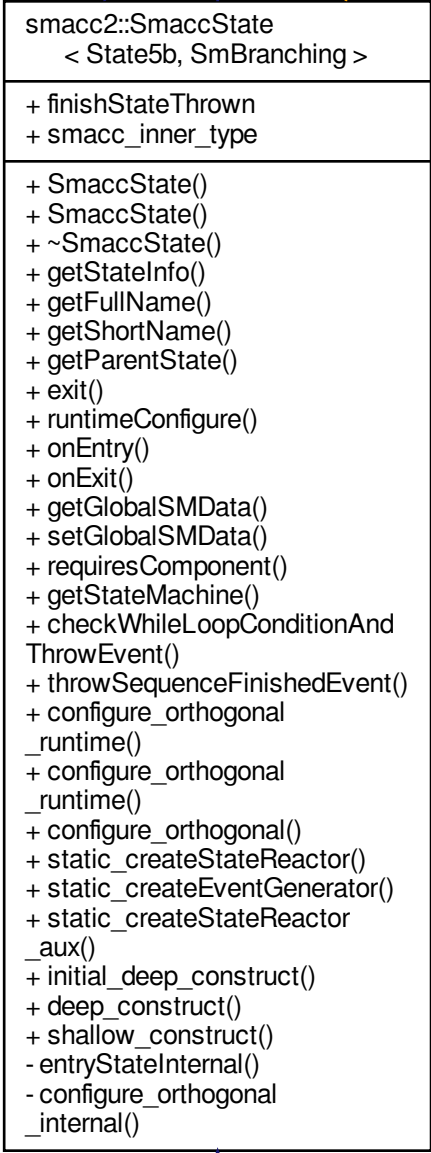 smacc2::SmaccState
< State5b, SmBranching >
+ finishStateThrown
+ smacc_inner_type
+ SmaccState()
+ SmaccState()
+ ~SmaccState()
+ getStateInfo()
+ getFullName()
+ getShortName()
+ getParentState()
+ exit()
+ runtimeConfigure()
+ onEntry()
+ onExit()
+ getGlobalSMData()
+ setGlobalSMData()
+ requiresComponent()
+ getStateMachine()
+ checkWhileLoopConditionAnd
ThrowEvent()
+ throwSequenceFinishedEvent()
+ configure_orthogonal
_runtime()
+ configure_orthogonal
_runtime()
+ configure_orthogonal()
+ static_createStateReactor()
+ static_createEventGenerator()
+ static_createStateReactor
_aux()
+ initial_deep_construct()
+ deep_construct()
+ shallow_construct()
- entryStateInternal()
- configure_orthogonal
_internal()